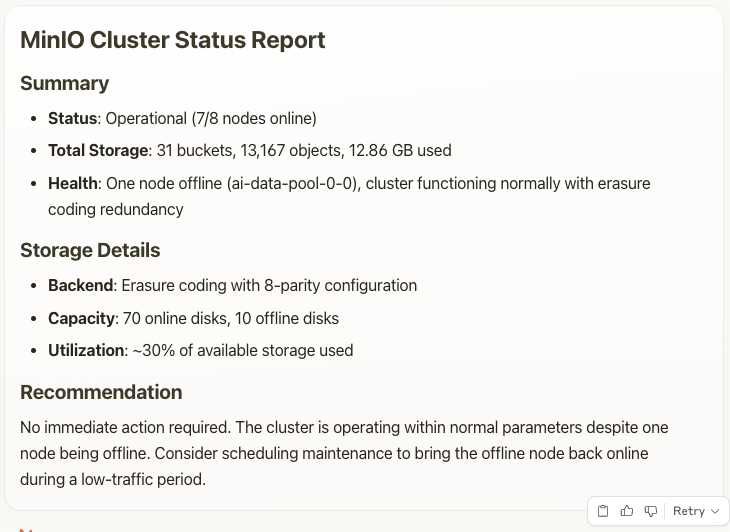 MinIO Cluster Status Report
Summary
• Status: Operational (7/8 nodes online)
• Total Storage: 31 buckets, 13,167 objects, 12.86 GB used
• Health: One node offline (ai-data-pool-0-0), cluster functioning normally with erasure
coding redundancy
Storage Details
• Backend: Erasure coding with 8-parity configuration
• Capacity: 70 online disks, 10 offline disks
• Utilization: ~30% of available storage used
Recommendation
No immediate action required. The cluster is operating within normal parameters despite one
node being offline. Consider scheduling maintenance to bring the offline node back online
during a low-traffic period.
Retry